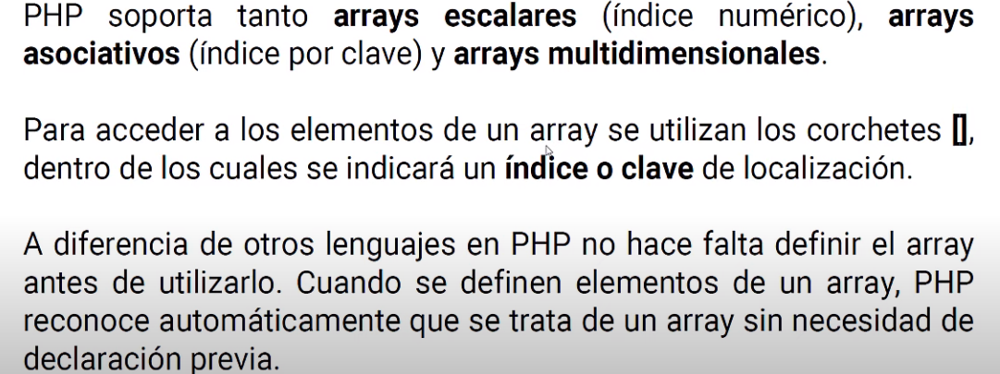 PHP soporta tanto arrays escalares (índice numérico), arrays
asociativos (índice por clave) y arrays multidimensionales.
Para acceder a los elementos de un array se utilizan los corchetes [],
dentro de los cuales se indicará un índice o clave de localización.
A diferencia de otros lenguajes en PHP no hace falta definir el array
antes de utilizarlo. Cuando se definen elementos de un array, PHP
reconoce automáticamente que se trata de un array sin necesidad de
declaración previa.